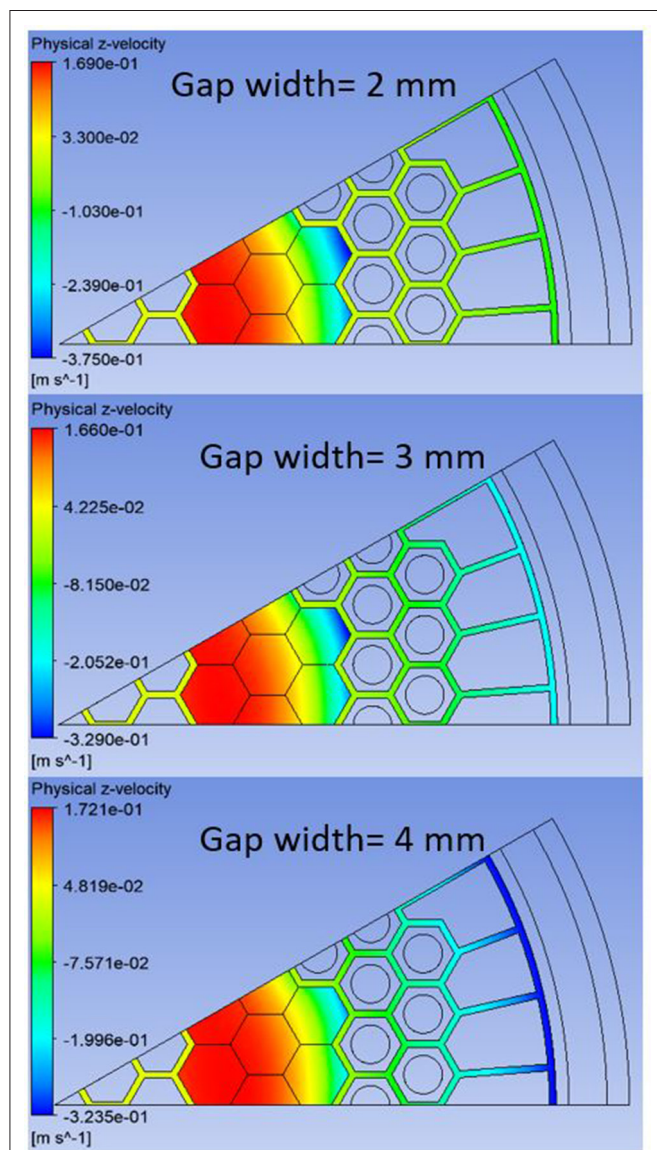 Physical z-velocity
1.690e-01
Gap width= 2 mm
3.300e-02
-1.030e-01
-2.390e-01
-3.750e-01
[m s^-1]
Physical z-velocity
1.660e-01
Gap width= 3 mm
4.225e-02
-8.150e-02
-2.052e-01
-3.290e-01
[m s^-1]
Physical z-velocity
1.721e-01
Gap width= 4 mm
4.819e-02
-7.571e-02
-1.996e-01
-3.235e-01
[m s^-1]